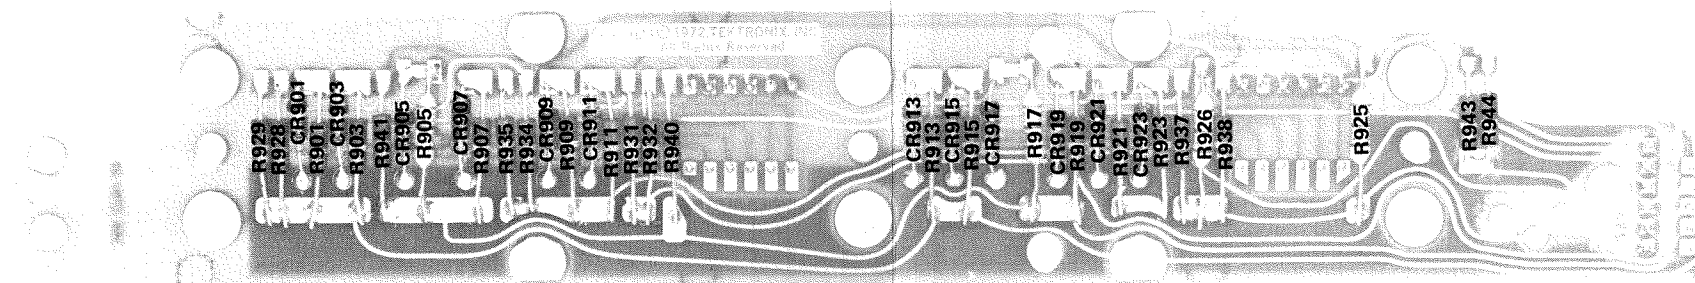 © 1972, TEKTRONIX, INC.
All Rights Reserved
R929
R928
CR901
R901
CR903
R903
R941
CR905
R905
CR907
R907
R935
R934
CR909
R909
CR911
R911
R931
R932
R940
CR913
R913
CR915
R915
CR917
R917
CR919
R919
CR921
R921
CR923
R923
R937
R926
R938
R925
R943
R944